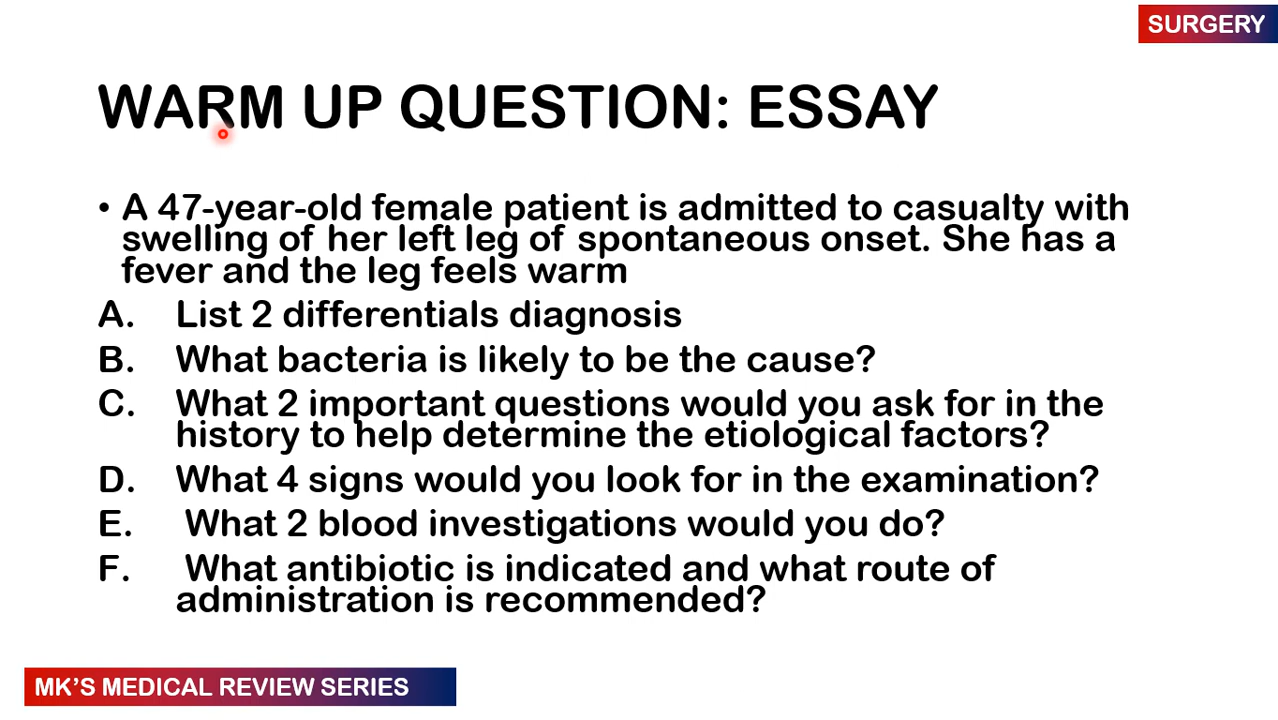 SURGERY
WARM UP QUESTION: ESSAY
• A 47-year-old female patient is admitted to casualty with
swelling of her left leg of spontaneous onset. She has a
fever and the leg feels warm
A. List 2 differentials diagnosis
B. What bacteria is likely to be the cause?
C. What 2 important questions would you ask for in the
history to help determine the etiological factors?
D. What 4 signs would you look for in the examination?
E. What 2 blood investigations would you do?
F. What antibiotic is indicated and what route of
administration is recommended?
MK'S MEDICAL REVIEW SERIES